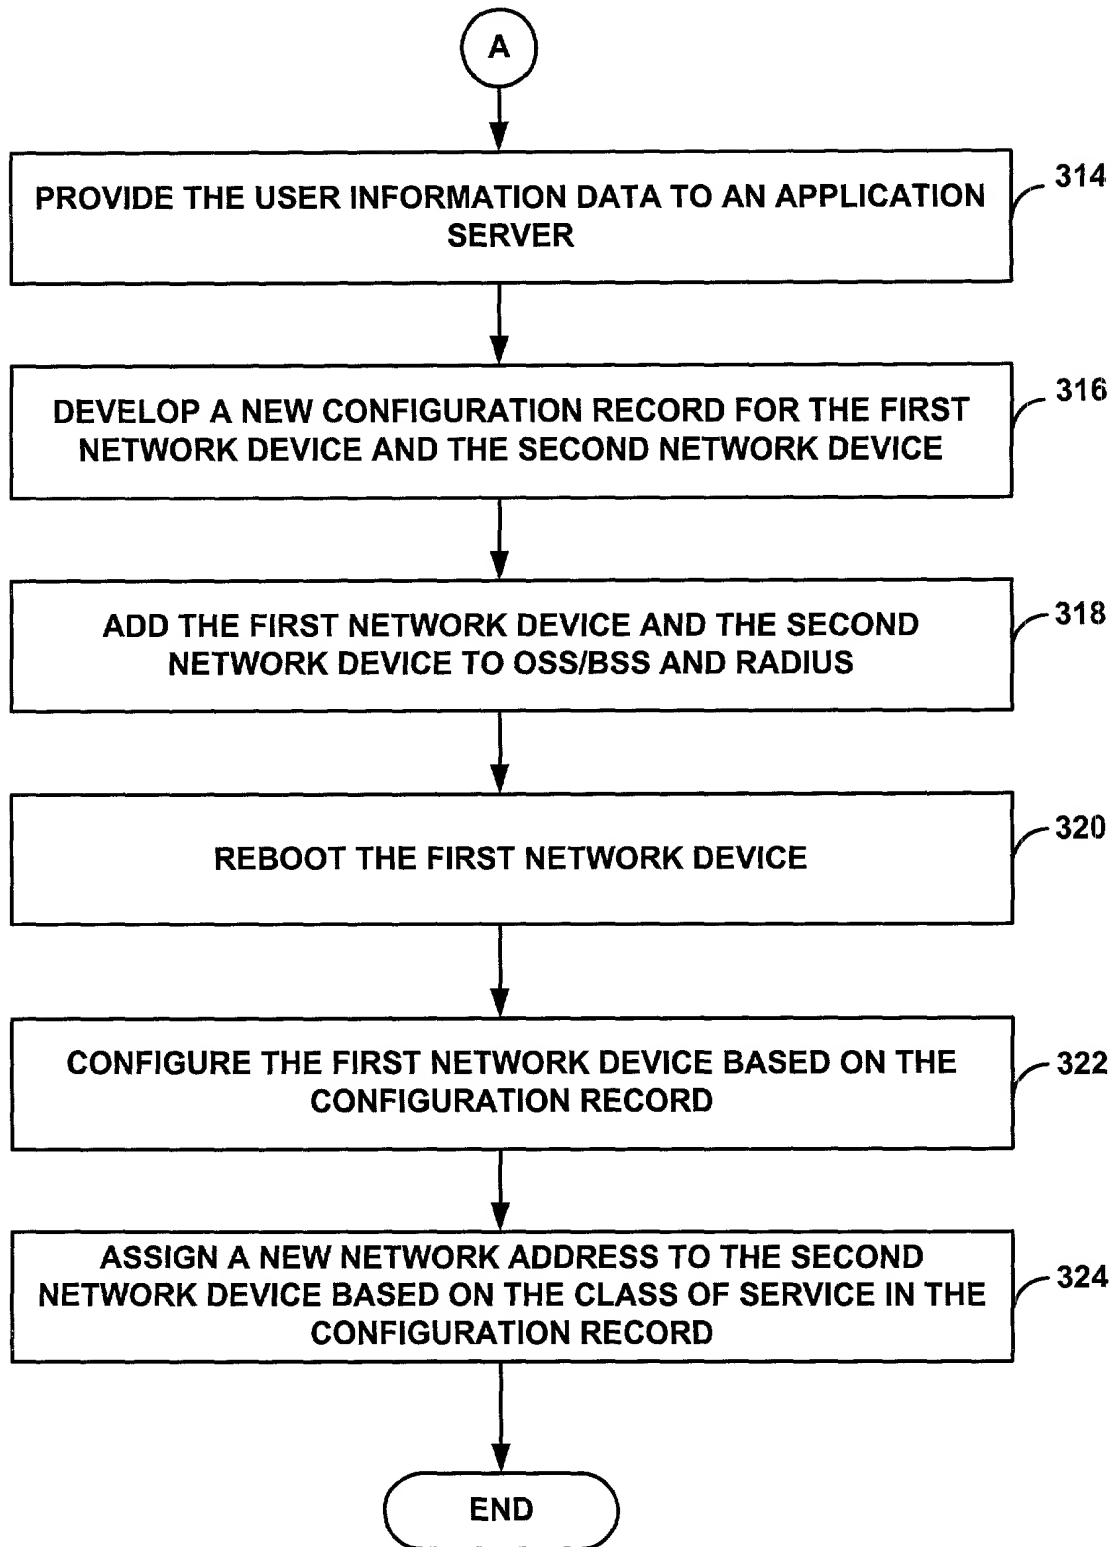 A
314
PROVIDE THE USER INFORMATION DATA TO AN APPLICATION
SERVER
316
DEVELOP A NEW CONFIGURATION RECORD FOR THE FIRST
NETWORK DEVICE AND THE SECOND NETWORK DEVICE
318
ADD THE FIRST NETWORK DEVICE AND THE SECOND
NETWORK DEVICE TO OSS/BSS AND RADIUS
320
REBOOT THE FIRST NETWORK DEVICE
322
CONFIGURE THE FIRST NETWORK DEVICE BASED ON THE
CONFIGURATION RECORD
324
ASSIGN A NEW NETWORK ADDRESS TO THE SECOND
NETWORK DEVICE BASED ON THE CLASS OF SERVICE IN THE
CONFIGURATION RECORD
END